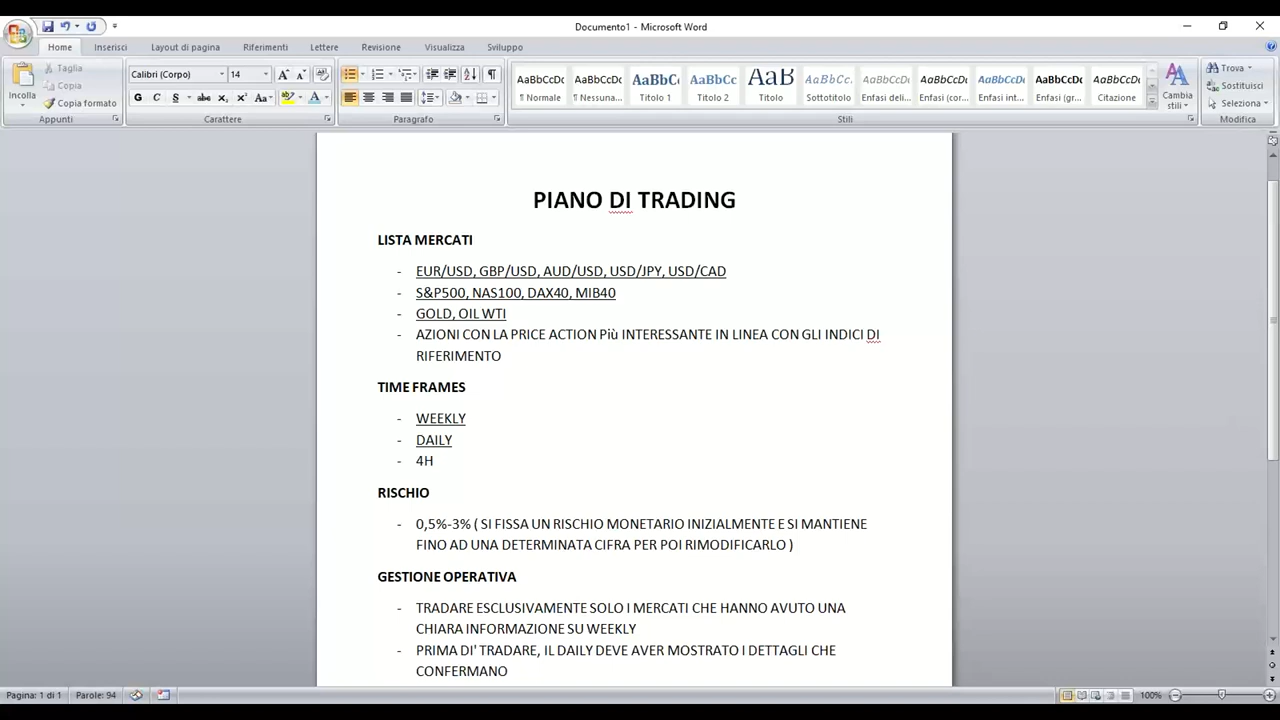 Documento1 - Microsoft Word
Home Inserisci Layout di pagina Riferimenti Lettere Revisione Visualizza Sviluppo
Incolla
Taglia
Copia
Copia formato
Appunti
Calibri (Corpo) 14
G C S abc
Carattere
Paragrafo
AaBbCcDc AaBbCcDc AaBbC AaBbCc AaB AaBbCcL AaBbCcDi AaBbCcDi AaBbCcDi AaBbCcDc AaBbCcDi
¶ Normale ¶ Nessuna... Titolo 1 Titolo 2 Titolo Sottotitolo Enfasi deli... Enfasi (cor... Enfasi int... Enfasi (gr... Citazione
Stili
Cambia
stili
Trova
Sostituisci
Seleziona
Modifica
PIANO DI TRADING
LISTA MERCATI
- EUR/USD, GBP/USD, AUD/USD, USD/JPY, USD/CAD
- S&P500, NAS100, DAX40, MIB40
- GOLD, OIL WTI
- AZIONI CON LA PRICE ACTION Più INTERESSANTE IN LINEA CON GLI INDICI DI
RIFERIMENTO
TIME FRAMES
- WEEKLY
- DAILY
- 4H
RISCHIO
- 0,5%-3% ( SI FISSA UN RISCHIO MONETARIO INIZIALMENTE E SI MANTIENE
FINO AD UNA DETERMINATA CIFRA PER POI RIMODIFICARLO )
GESTIONE OPERATIVA
- TRADARE ESCLUSIVAMENTE SOLO I MERCATI CHE HANNO AVUTO UNA
CHIARA INFORMAZIONE SU WEEKLY
- PRIMA DI' TRADARE, IL DAILY DEVE AVER MOSTRATO I DETTAGLI CHE
CONFERMANO
Pagina: 1 di 1 Parole: 94 100%